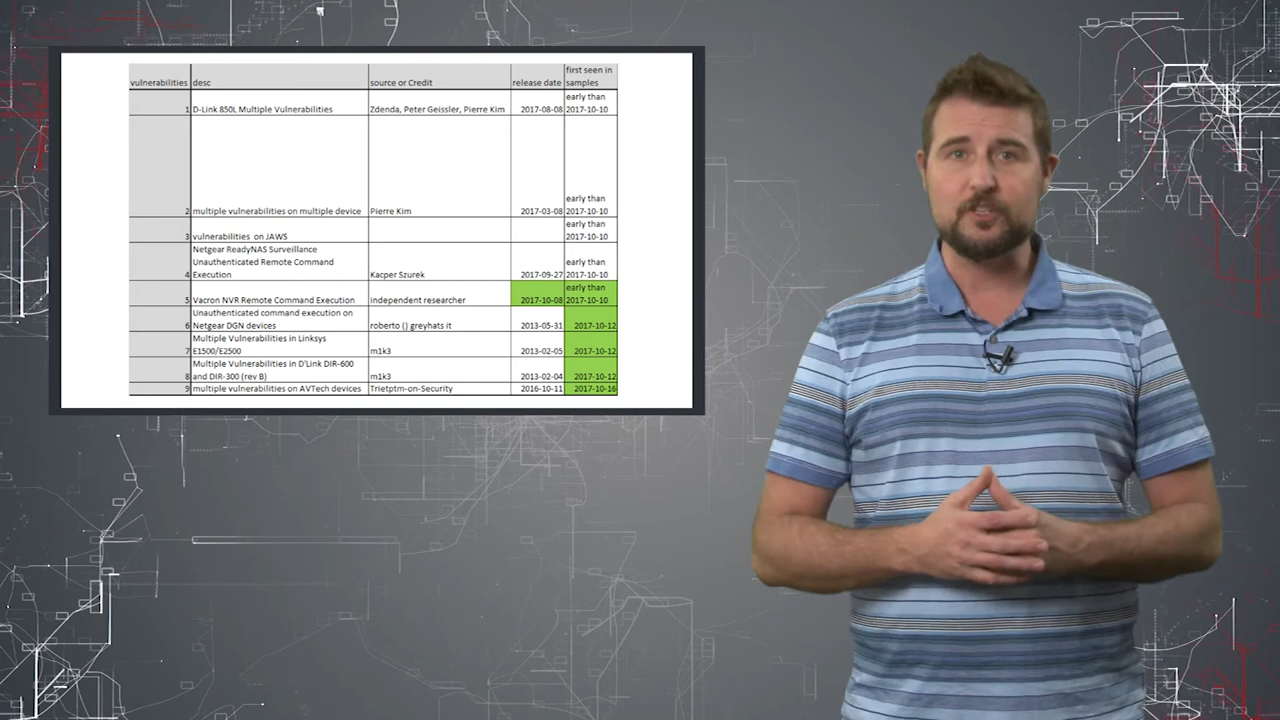 vulnerabilities desc source or Credit release date first seen in samples
1 D-Link 850L Multiple Vulnerabilities Zdenda, Peter Geissler, Pierre Kim 2017-08-08 early than 2017-10-10
2 multiple vulnerabilities on multiple device Pierre Kim 2017-03-08 early than 2017-10-10
3 vulnerabilities on JAWS early than 2017-10-10
4 Netgear ReadyNAS Surveillance Unauthenticated Remote Command Execution Kacper Szurek 2017-09-27 early than 2017-10-10
5 Vacron NVR Remote Command Execution independent researcher 2017-10-08 early than 2017-10-10
6 Unauthenticated command execution on Netgear DGN devices roberto () greyhats it 2013-05-31 2017-10-12
7 Multiple Vulnerabilities in Linksys E1500/E2500 m1k3 2013-02-05 2017-10-12
8 Multiple Vulnerabilities in D'Link DIR-600 and DIR-300 (rev B) m1k3 2013-02-04 2017-10-12
9 multiple vulnerabilities on AVTech devices Trietptm-on-Security 2016-10-11 2017-10-16